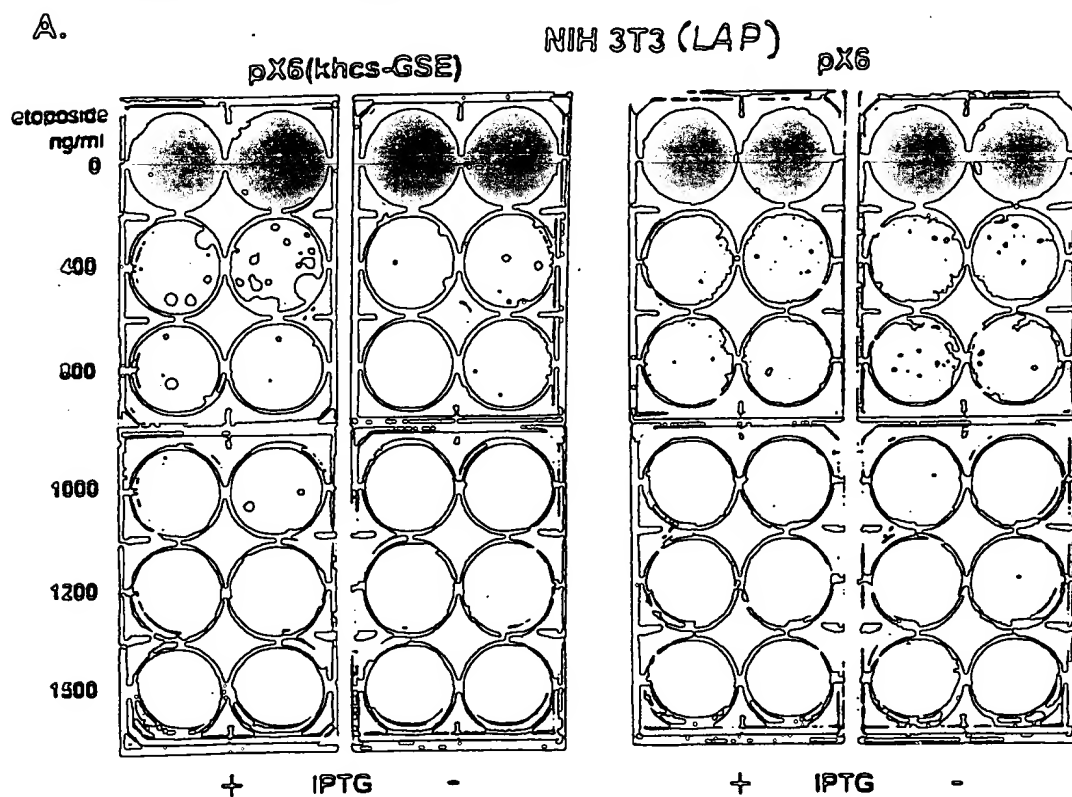 A.
NIH 3T3 (LAP)
pX6(khcs-GSE)
pX6
etoposide
ng/ml
0
400
800
1000
1200
1500
+ IPTG -
+ IPTG -